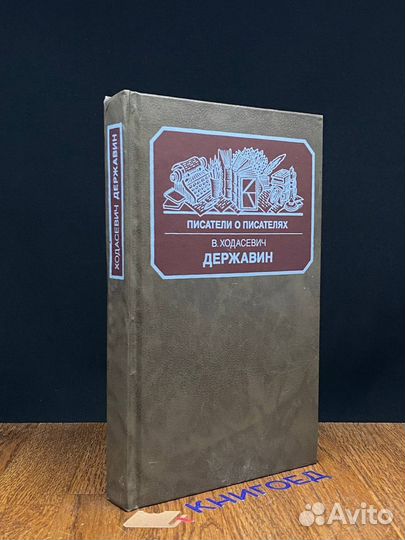 ПИСАТЕЛИ О ПИСАТЕЛЯХ
В. ХОДАСЕВИЧ
ДЕРЖАВИН
ХОДАСЕВИЧ ДЕРЖАВИН
КНИГОЕД
Avito